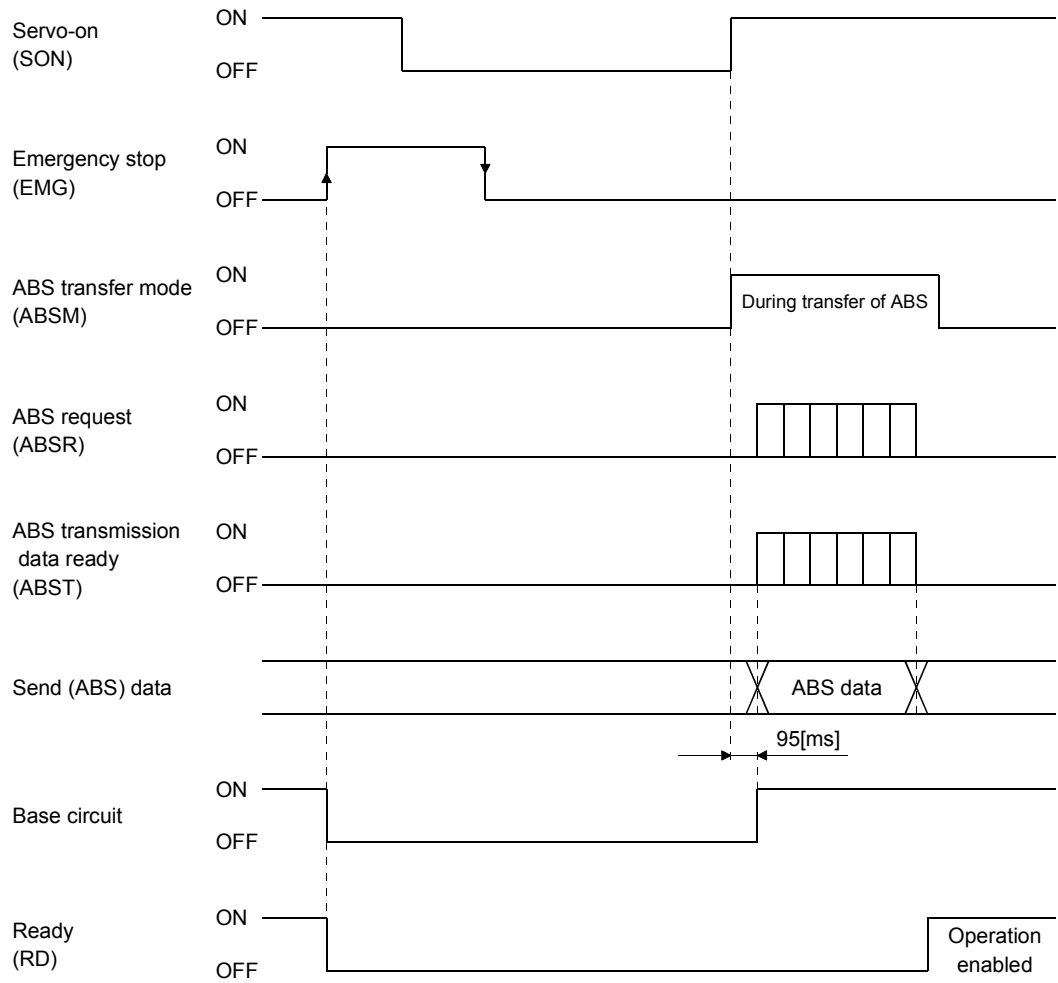 Servo-on
(SON)
ON
OFF
Emergency stop
(EMG)
ON
OFF
ABS transfer mode
(ABSM)
ON
OFF
During transfer of ABS
ABS request
(ABSR)
ON
OFF
ABS transmission
data ready
(ABST)
ON
OFF
Send (ABS) data
ABS data
95[ms]
Base circuit
ON
OFF
Ready
(RD)
ON
OFF
Operation
enabled